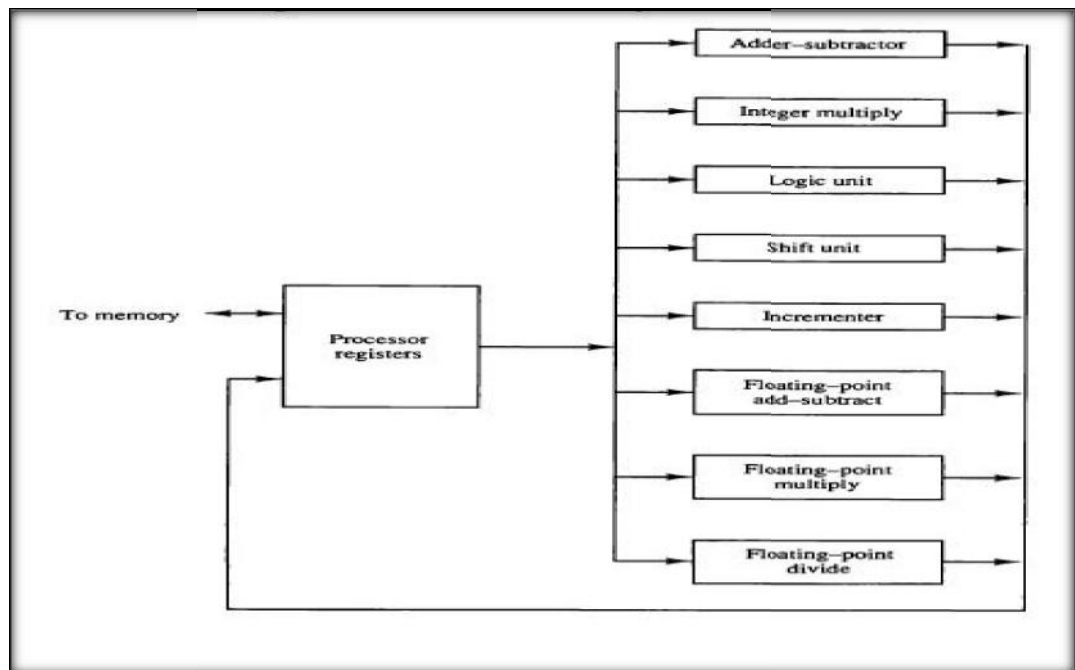 Adder–subtractor
Integer multiply
Logic unit
Shift unit
Incrementer
To memory
Processor
registers
Floating–point
add–subtract
Floating–point
multiply
Floating–point
divide